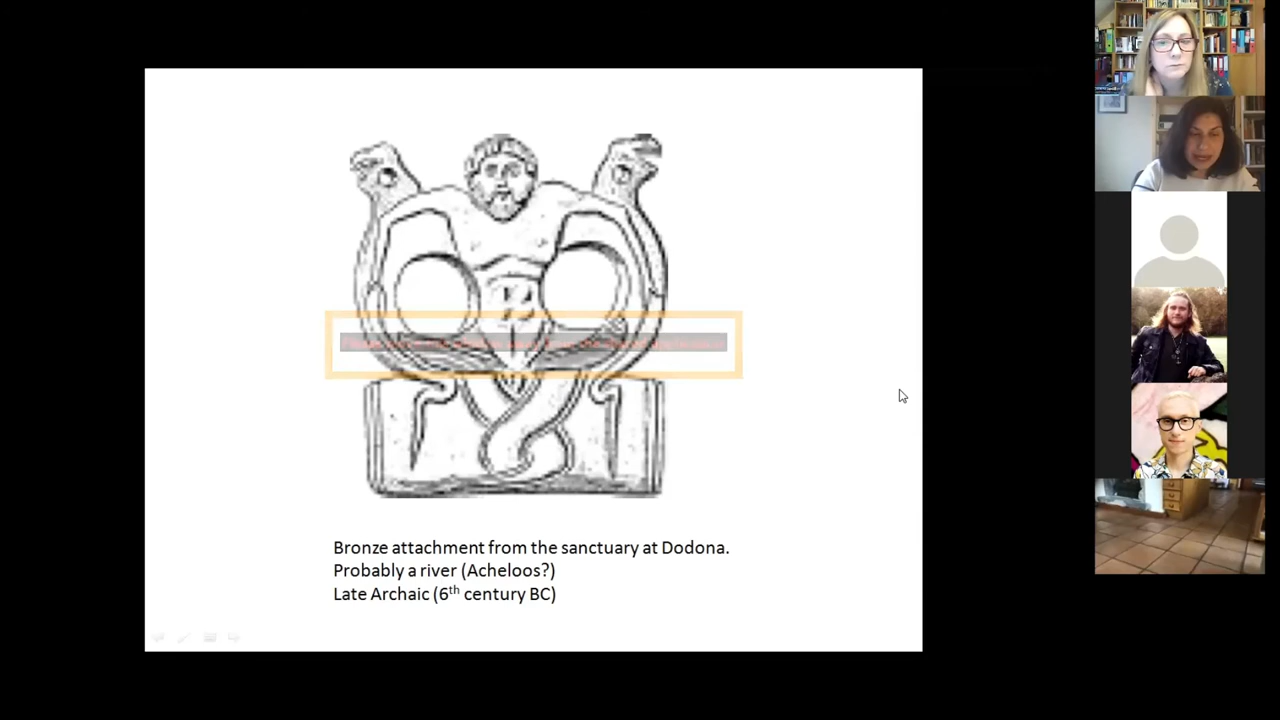 Bronze attachment from the sanctuary at Dodona.
Probably a river (Acheloos?)
Late Archaic (6th century BC)